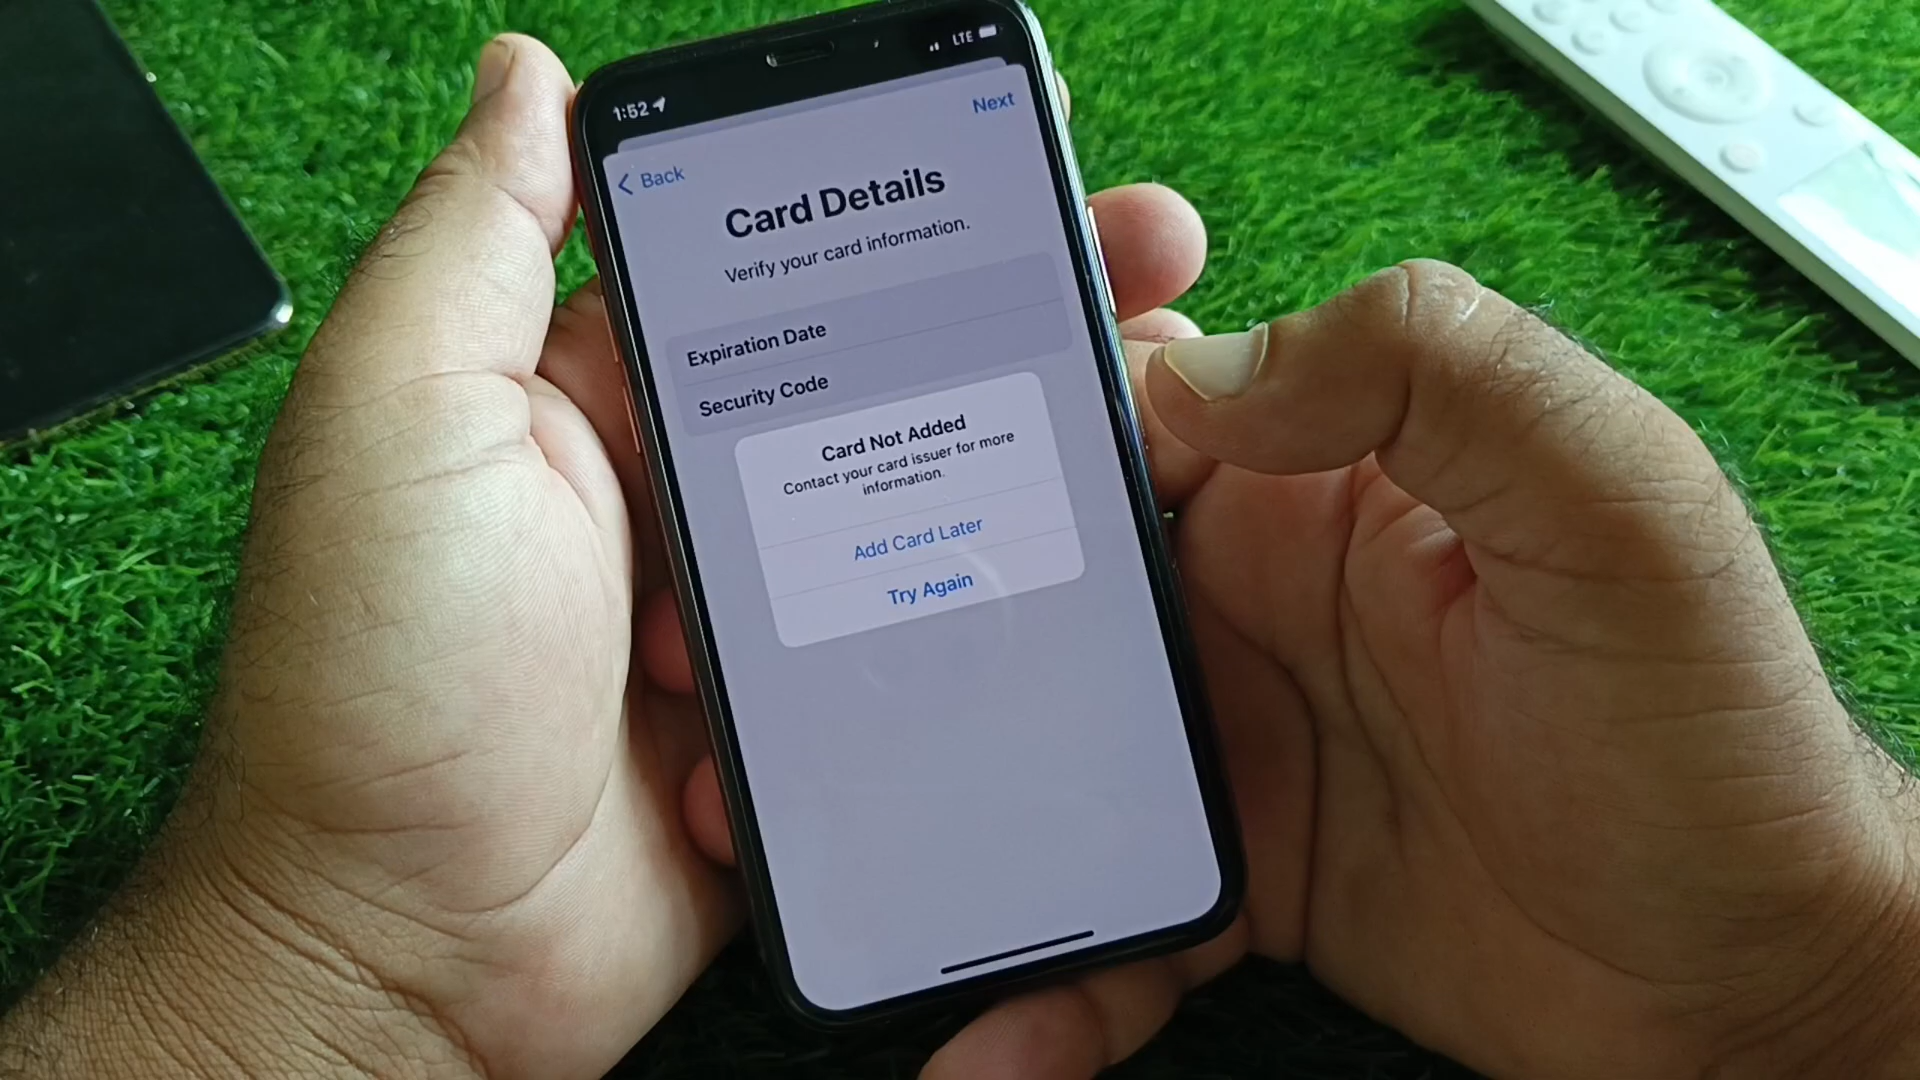 1:52
LTE
Next
Back
Card Details
Verify your card information.
Expiration Date
Security Code
Card Not Added
Contact your card issuer for more
information.
Add Card Later
Try Again